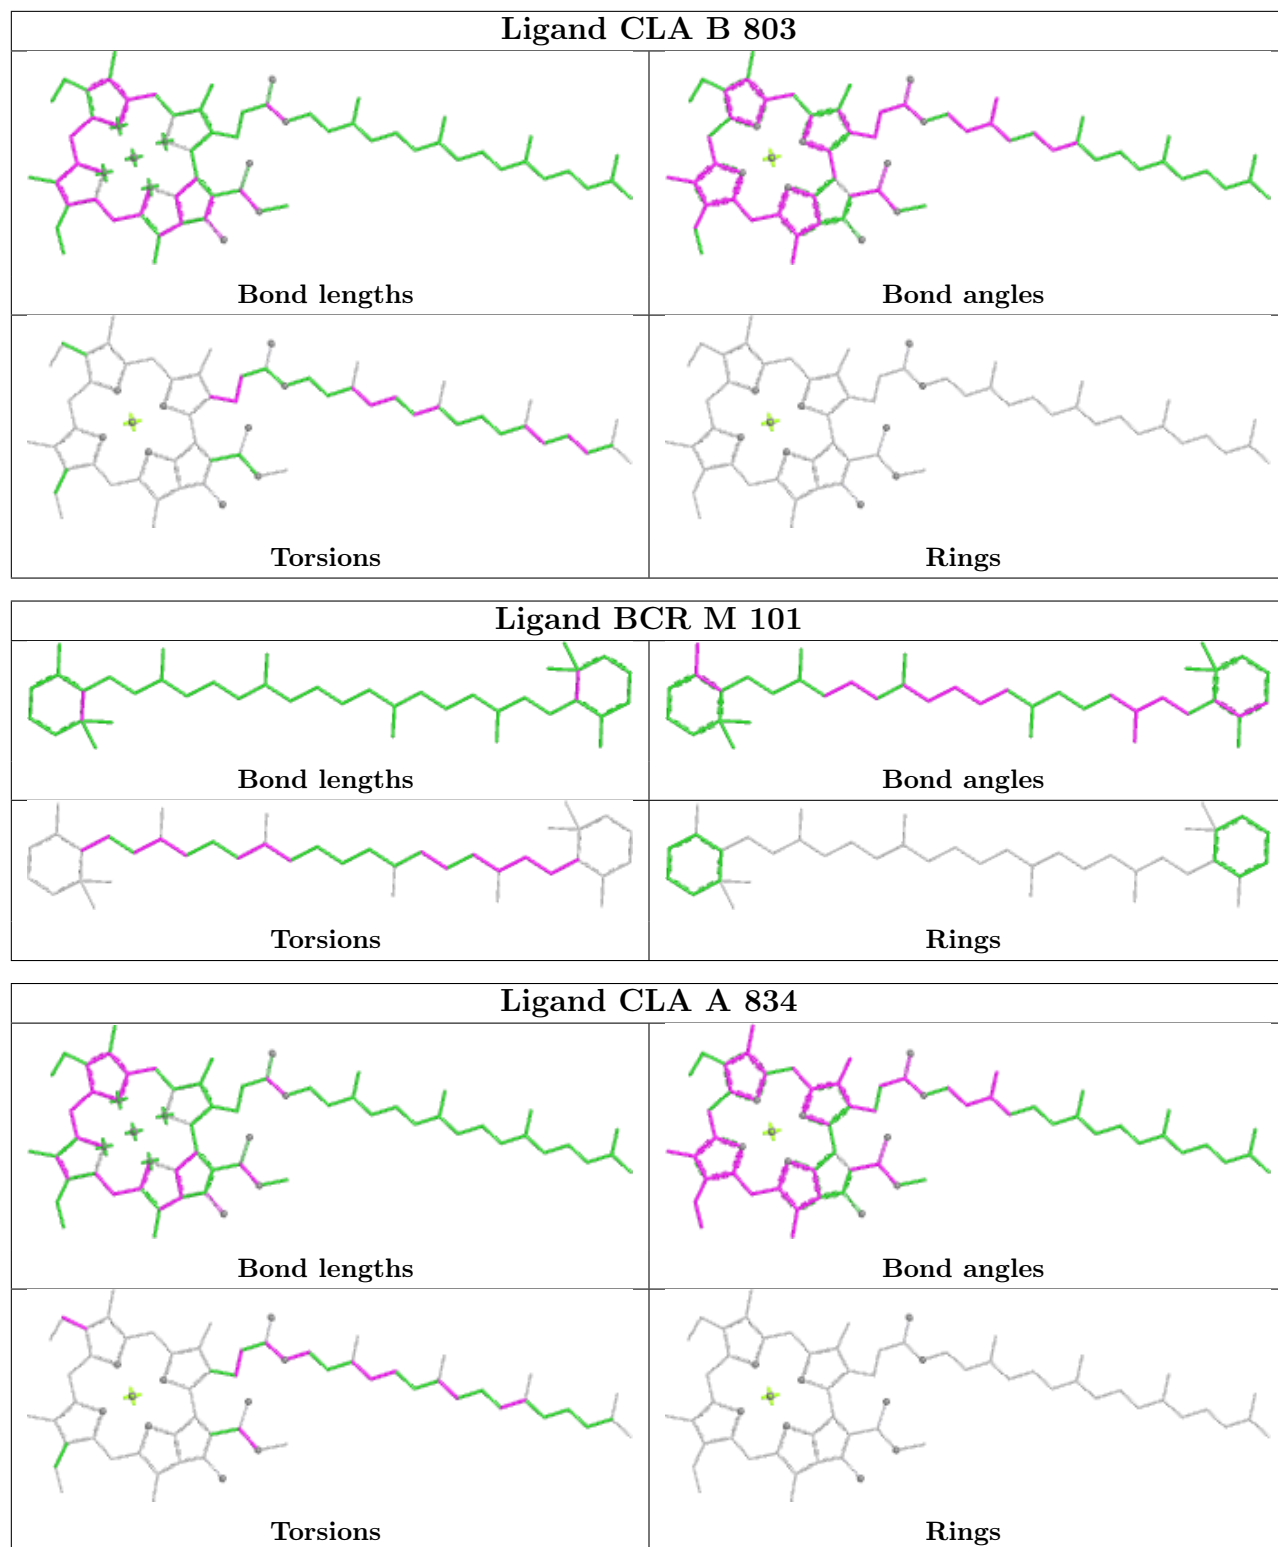 Ligand CLA B 803
Bond lengths
Bond angles
Torsions
Rings
Ligand BCR M 101
Bond lengths
Bond angles
Torsions
Rings
Ligand CLA A 834
Bond lengths
Bond angles
Torsions
Rings